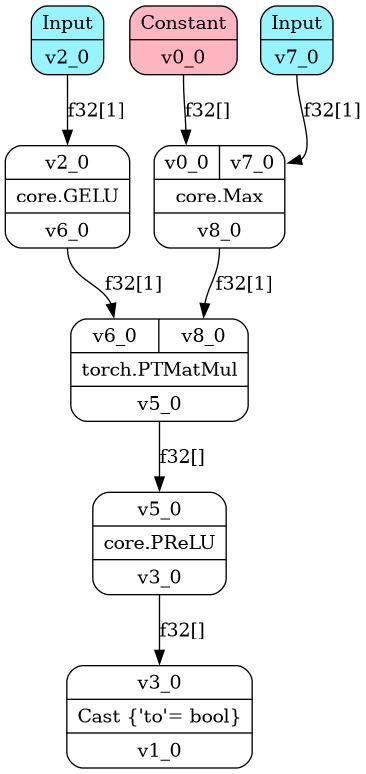 Input
v2_0
Constant
v0_0
Input
v7_0
f32[1]
f32[]
f32[1]
v2_0
core.GELU
v6_0
v0_0 v7_0
core.Max
v8_0
f32[1]
f32[1]
v6_0 v8_0
torch.PTMatMul
v5_0
f32[]
v5_0
core.PReLU
v3_0
f32[]
v3_0
Cast {'to'= bool}
v1_0